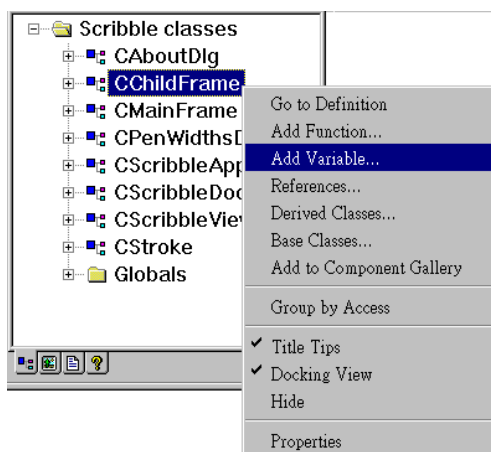 Scribble classes
CAboutDlg
CChildFrame
CMainFrame
CPenWidthsD
CScribbleApp
CScribbleDoc
CScribbleView
CStroke
Globals
Go to Definition
Add Function...
Add Variable...
References...
Derived Classes...
Base Classes...
Add to Component Gallery
Group by Access
Title Tips
Docking View
Hide
Properties